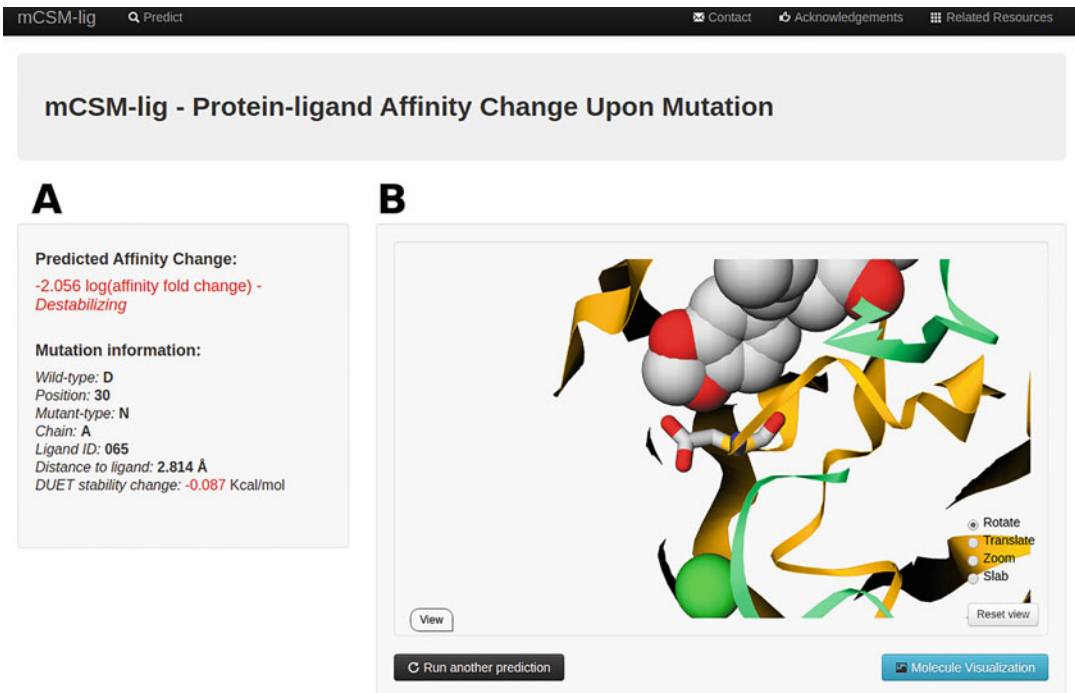 mCSM-lig Predict Contact Acknowledgements Related Resources
mCSM-lig - Protein-ligand Affinity Change Upon Mutation
A
B
Predicted Affinity Change:
-2.056 log(affinity fold change) -
Destabilizing
Mutation information:
Wild-type: D
Position: 30
Mutant-type: N
Chain: A
Ligand ID: 065
Distance to ligand: 2.814 Å
DUET stability change: -0.087 Kcal/mol
Rotate
Translate
Zoom
Slab
Reset view
View
Run another prediction
Molecule Visualization